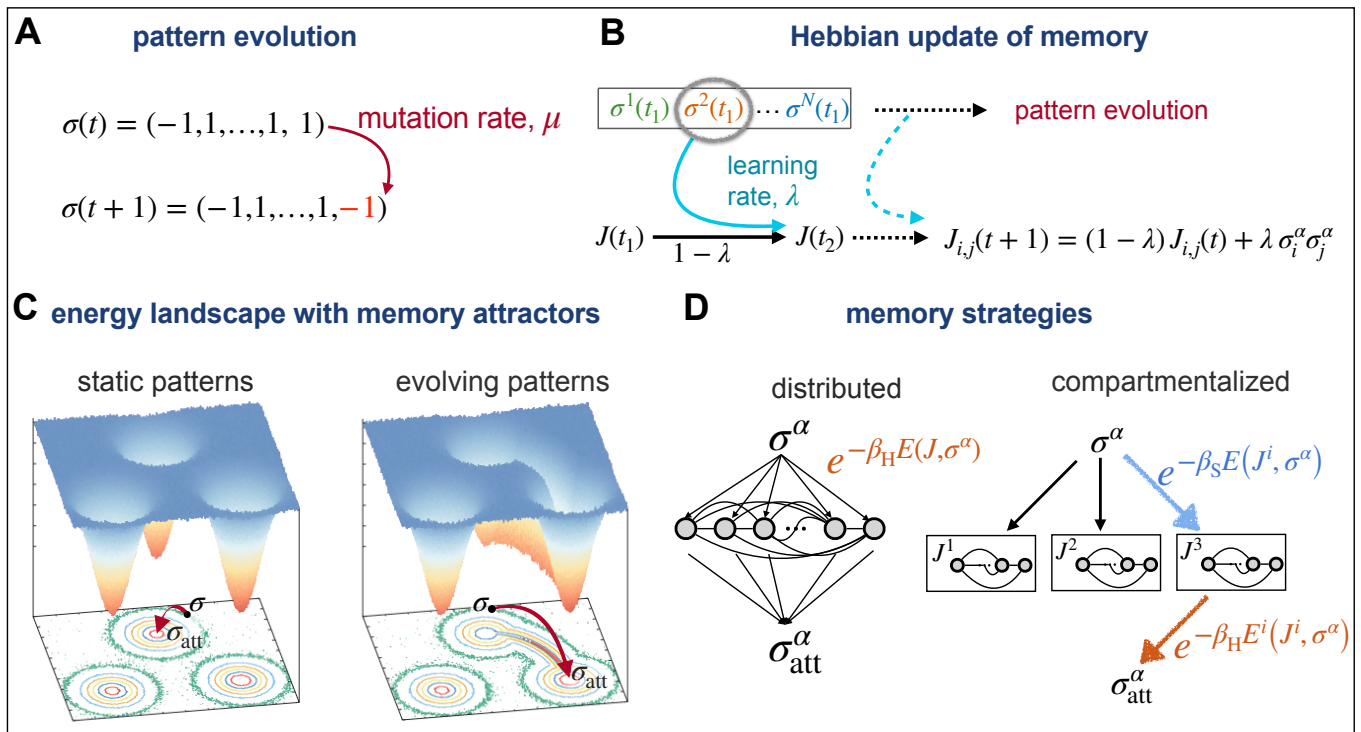 A pattern evolution
σ(t) = (−1,1,…,1, 1)
mutation rate, μ
σ(t + 1) = (−1,1,…,1,−1)
B Hebbian update of memory
σ¹(t₁) σ²(t₁) ⋯ σᴺ(t₁)
pattern evolution
learning
rate, λ
J(t₁) 1 − λ J(t₂) J_{i,j}(t + 1) = (1 − λ) J_{i,j}(t) + λ σ_i^α σ_j^α
C energy landscape with memory attractors
static patterns
evolving patterns
σ
σ_att
σ
σ_att
D memory strategies
distributed
σ^α
e^{−β_H E(J,σ^α)}
⋯
σ_att^α
compartmentalized
σ^α
e^{−β_S E(J^i, σ^α)}
J¹ J² J³
e^{−β_H E^i(J^i, σ^α)}
σ_att^α